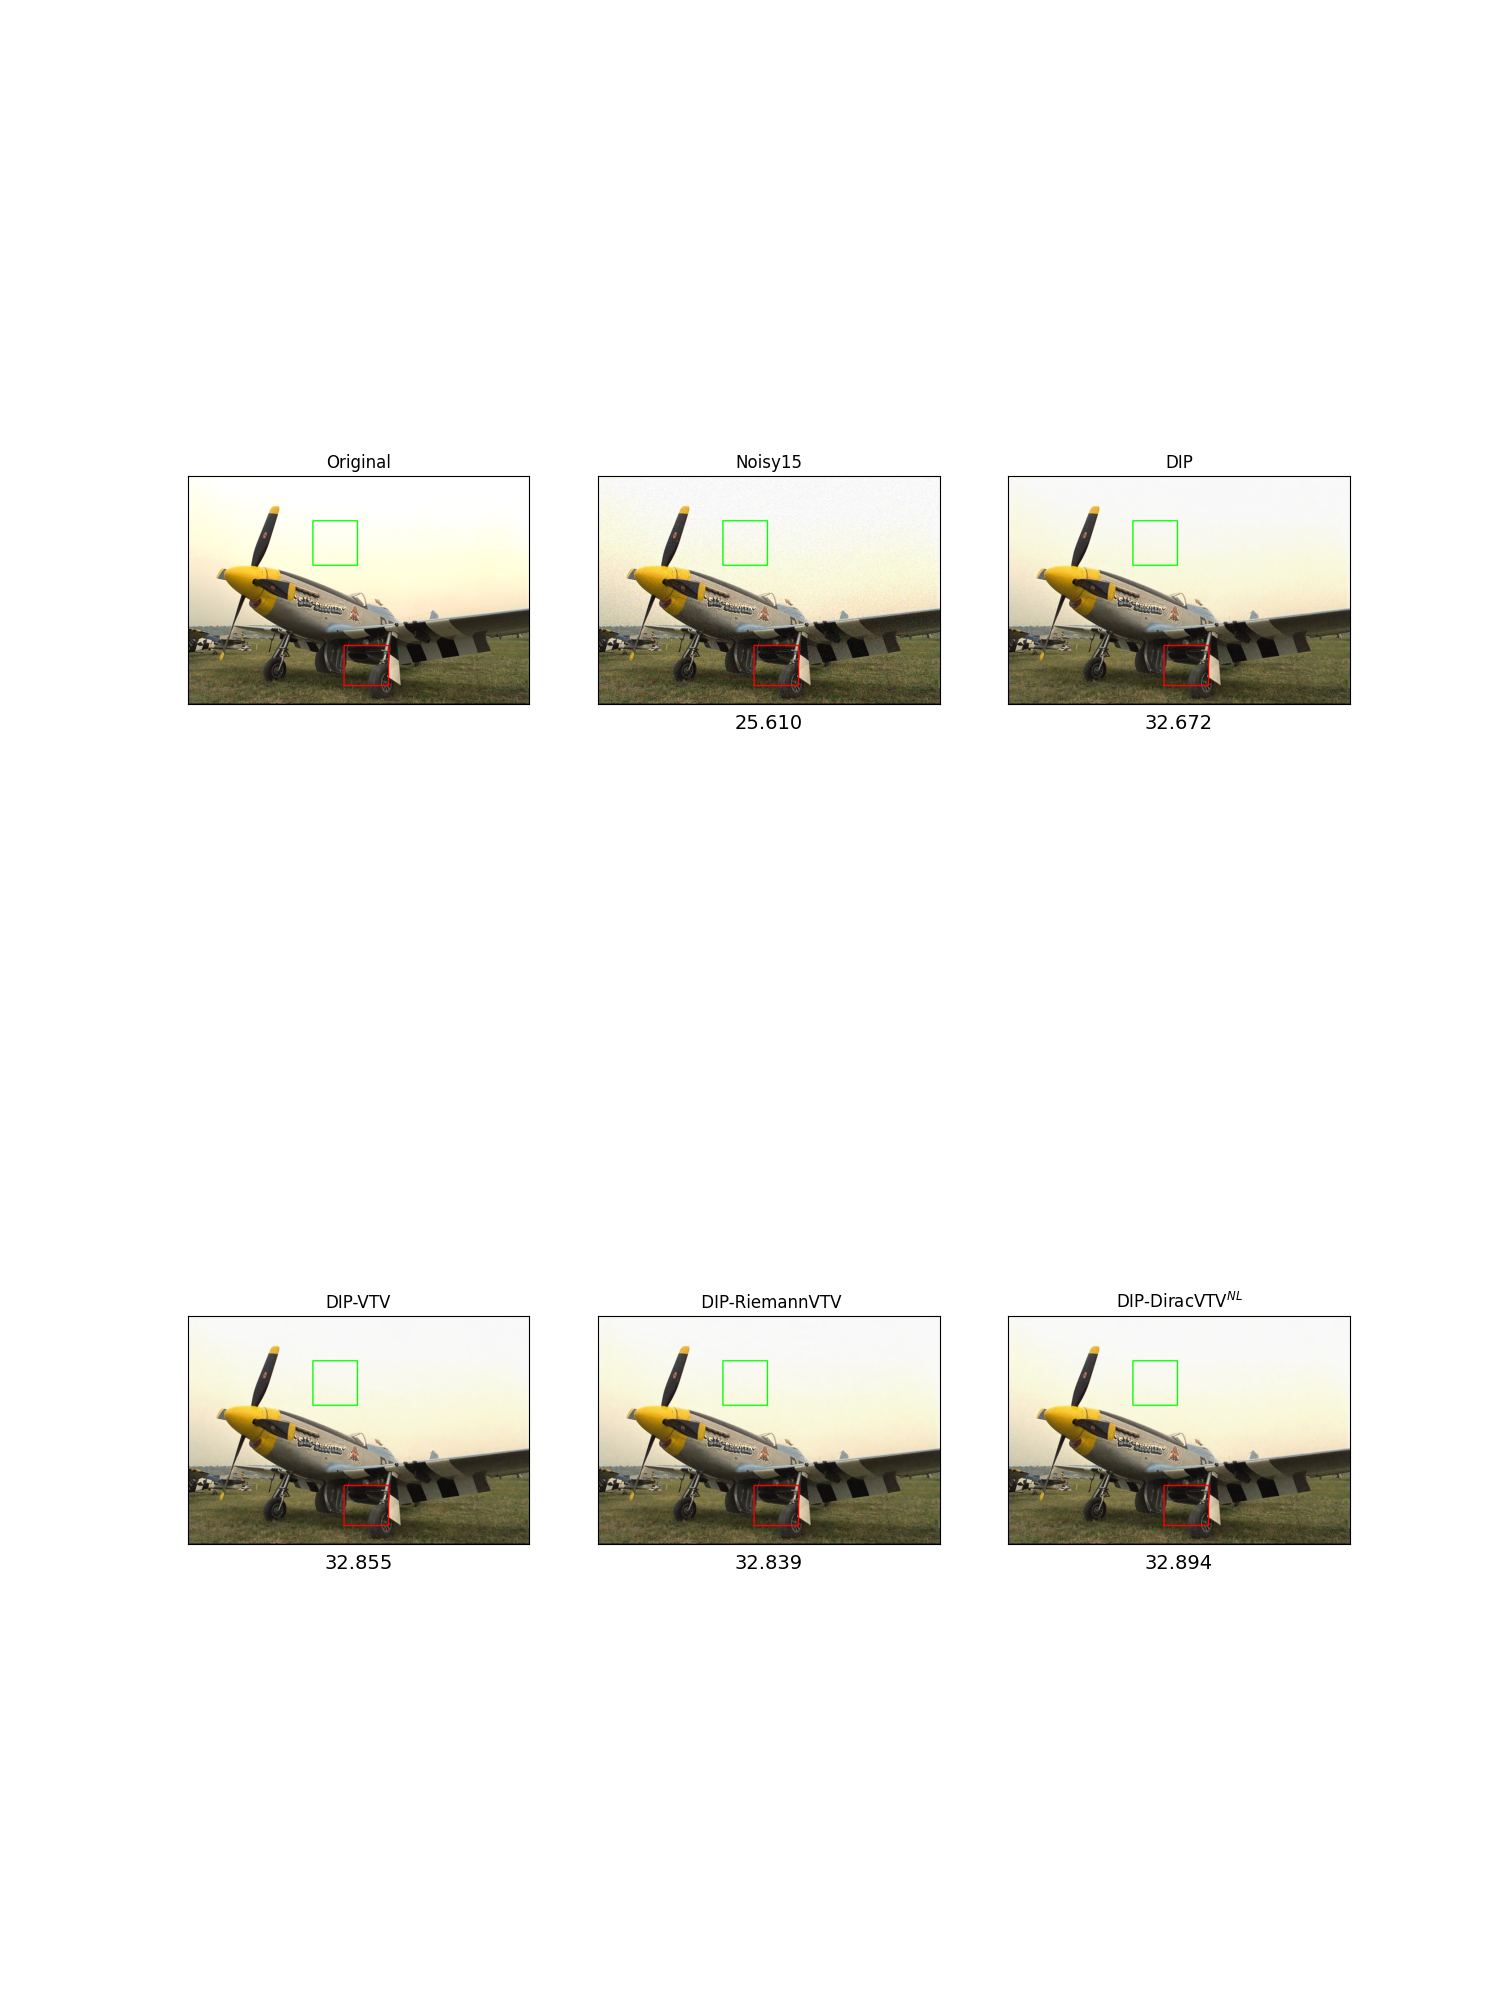 Original
Noisy15
DIP
25.610
32.672
DIP-VTV
DIP-RiemannVTV
DIP-DiracVTV^NL
32.855
32.839
32.894